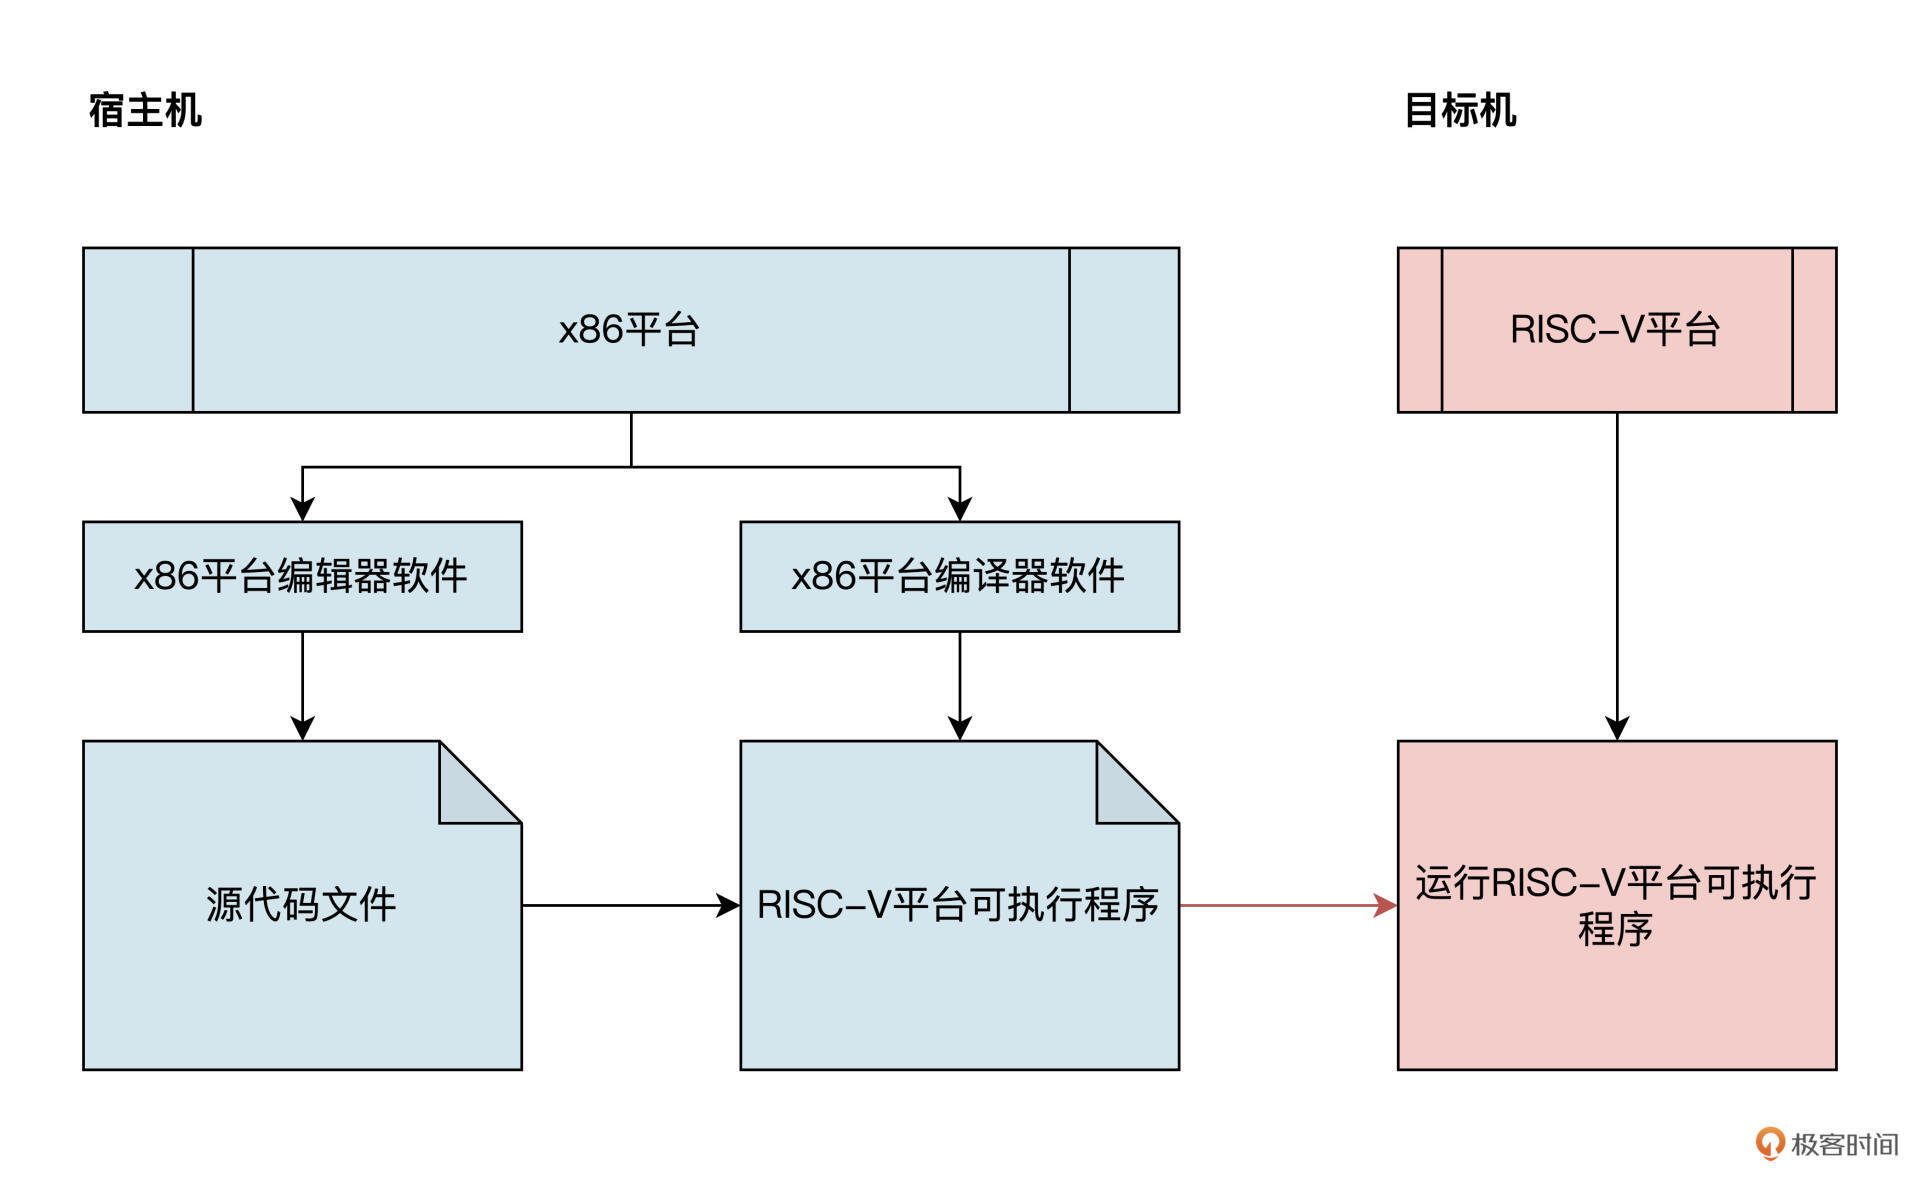 宿主机
目标机
x86平台
RISC-V平台
x86平台编辑器软件
x86平台编译器软件
源代码文件
RISC-V平台可执行程序
运行RISC-V平台可执行
程序
极客时间